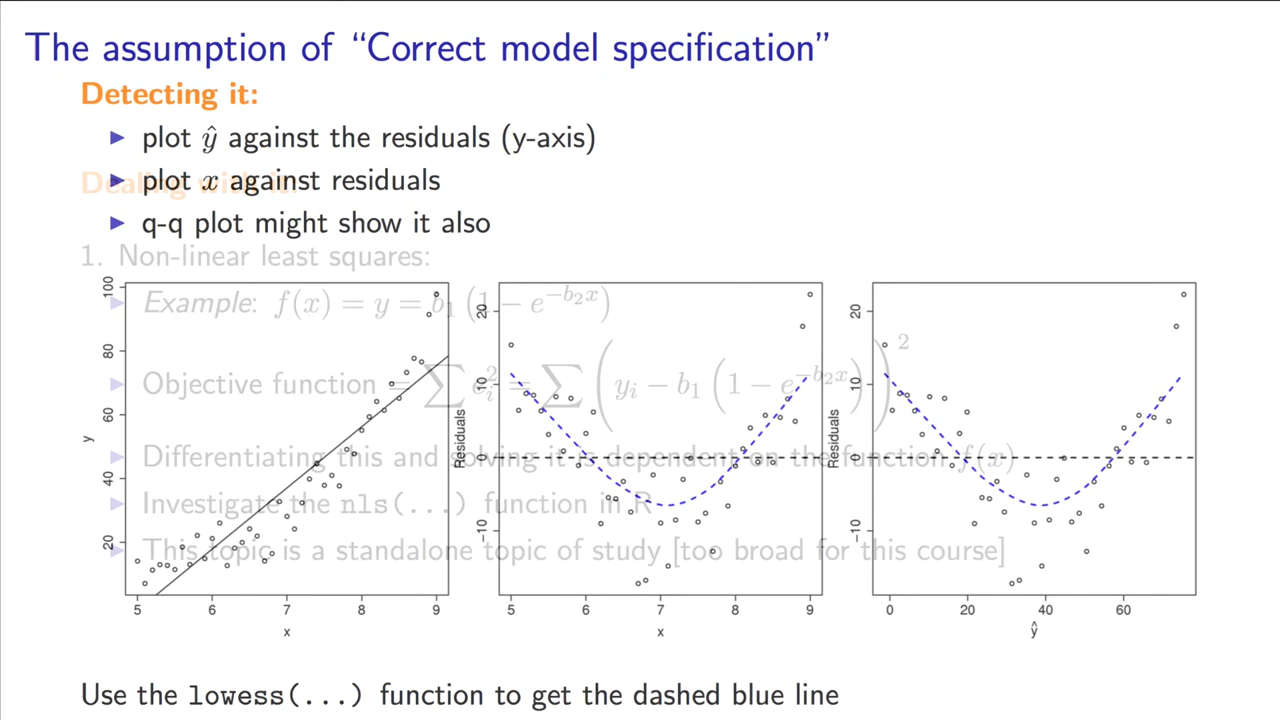 The assumption of “Correct model specification”
Detecting it:
▶ plot ŷ against the residuals (y-axis)
Dealing with it:
▶ plot x against residuals
▶ q-q plot might show it also
1. Non-linear least squares:
▶ Example: f(x) = y = b₁ (1 − e^{−b₂x})
▶ Objective function = ∑ e_i^2 = ∑ (y_i − b₁ (1 − e^{−b₂x}))^2
▶ Differentiating this and solving it is dependent on the function f(x)
▶ Investigate the nls(...) function in R
▶ This topic is a standalone topic of study [too broad for this course]
y
100
80
60
40
20
5 6 7 8 9
x
Residuals
20
10
0
−10
5 6 7 8 9
x
Residuals
20
10
0
−10
0 20 40 60
ŷ
Use the lowess(...) function to get the dashed blue line